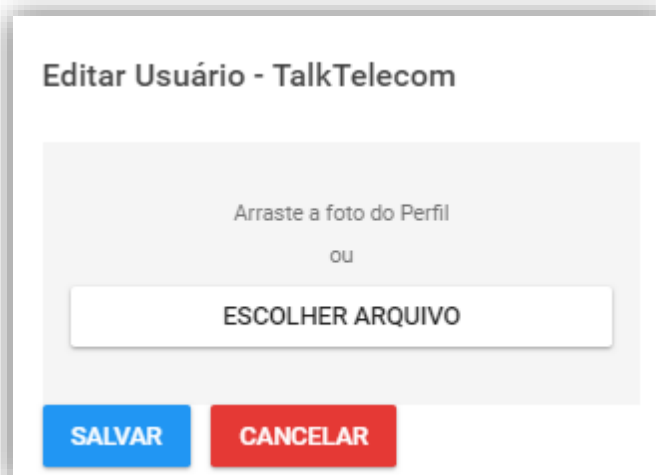 Editar Usuário - TalkTelecom
Arraste a foto do Perfil
ou
ESCOLHER ARQUIVO
SALVAR CANCELAR